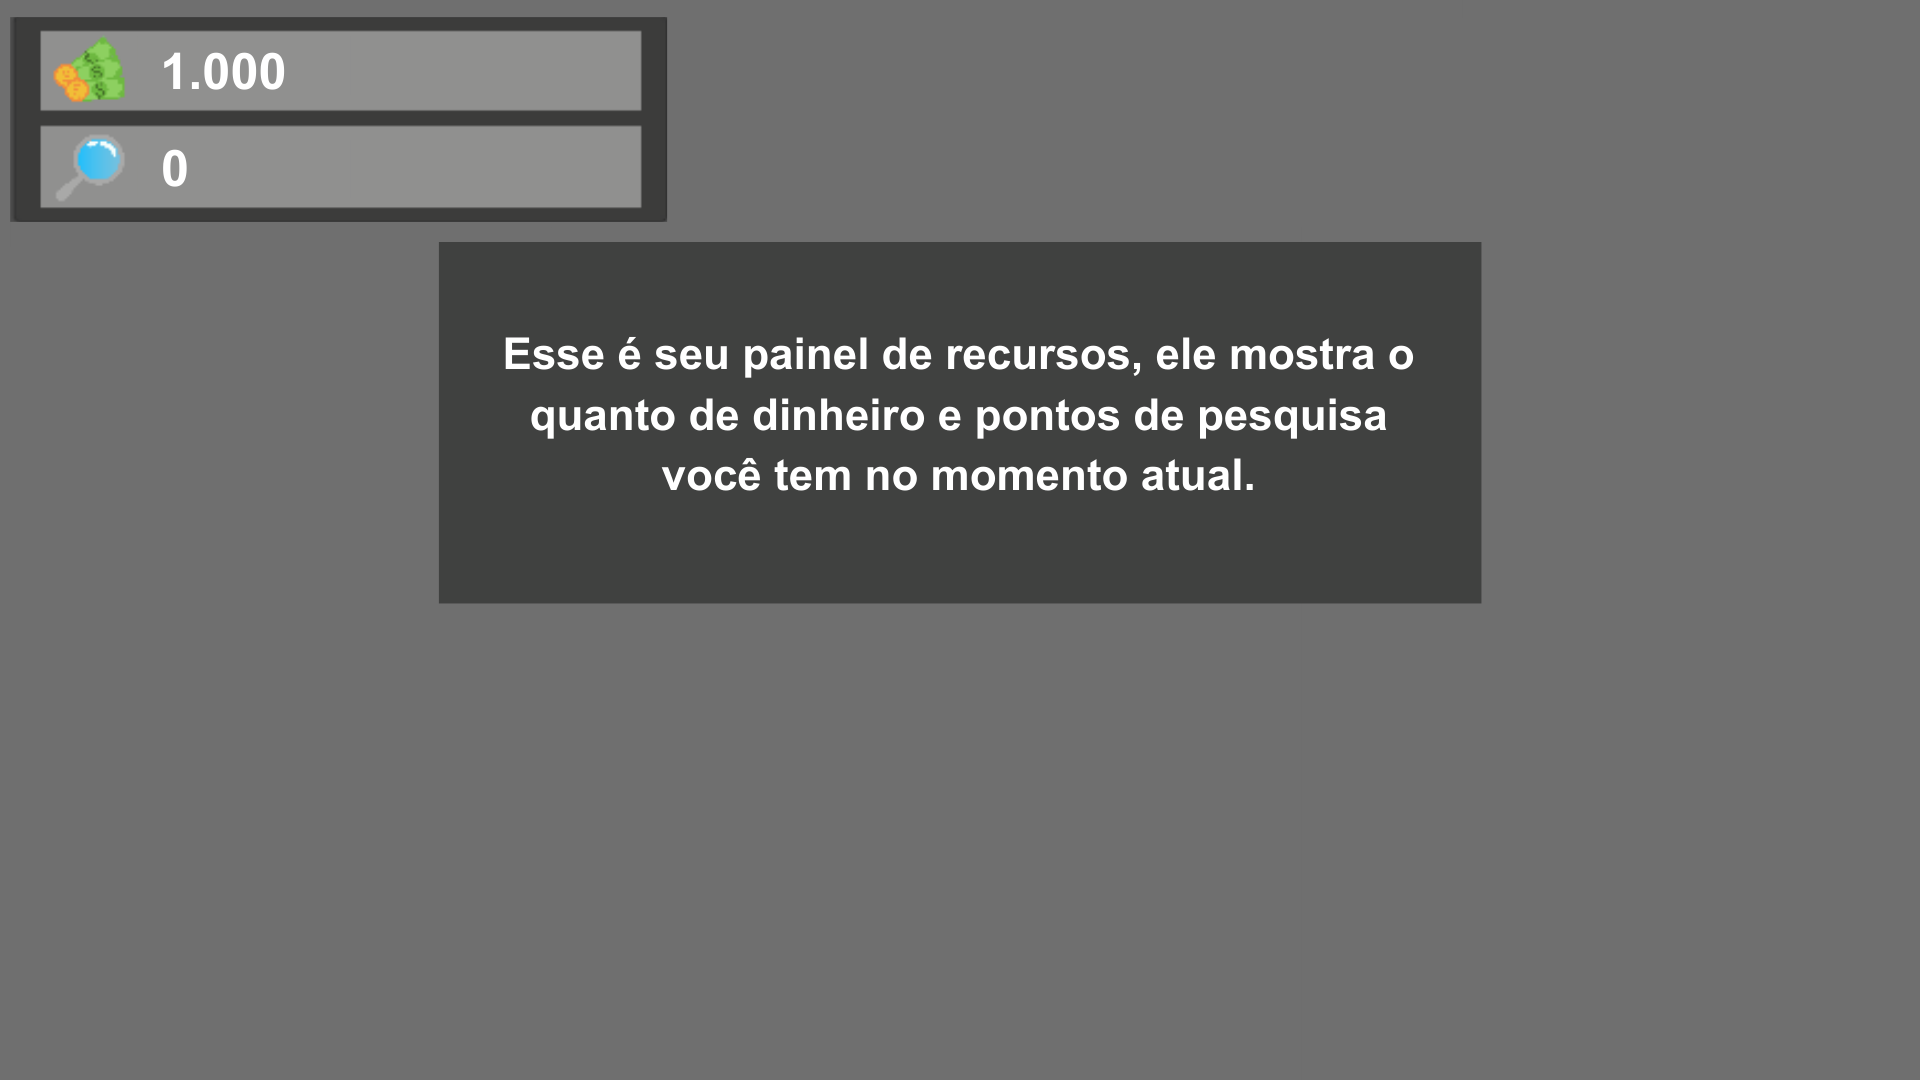 1.000
0
Esse é seu painel de recursos, ele mostra o
quanto de dinheiro e pontos de pesquisa
você tem no momento atual.